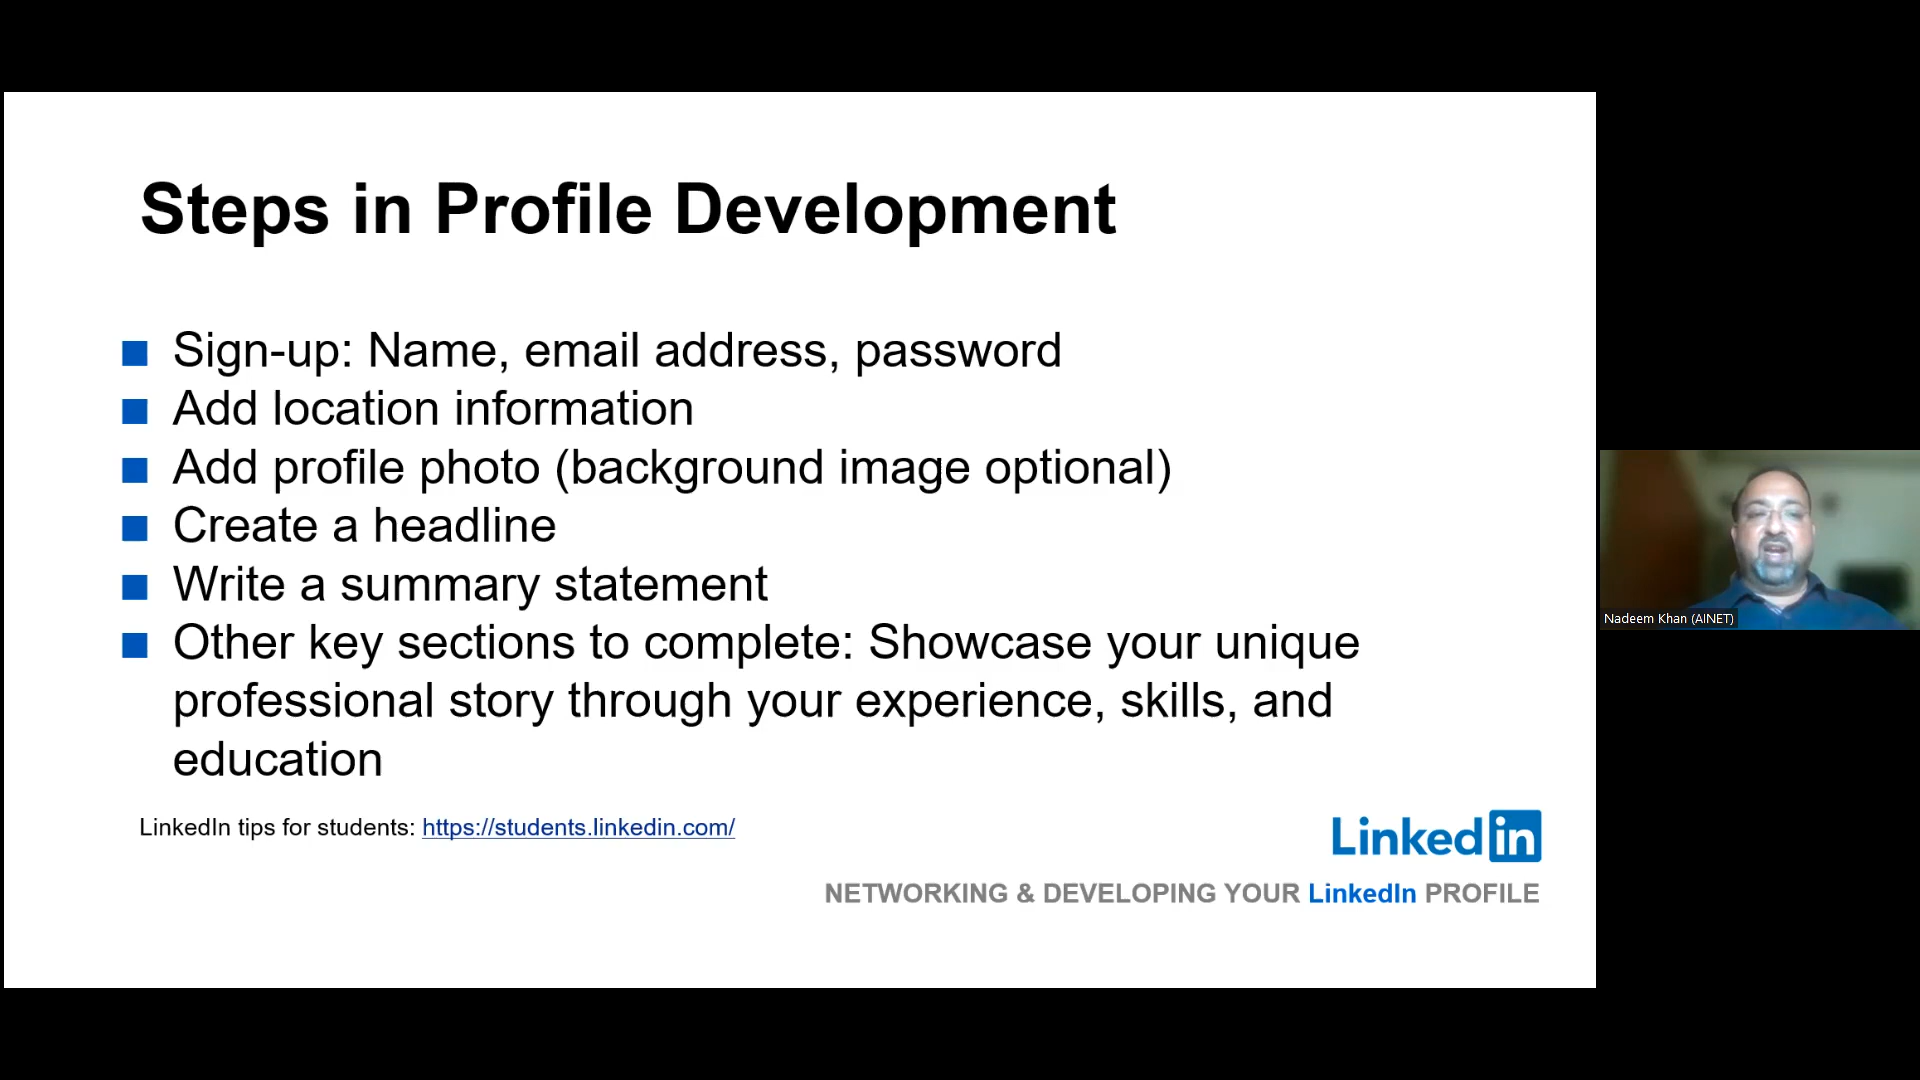 Steps in Profile Development
Sign-up: Name, email address, password
Add location information
Add profile photo (background image optional)
Create a headline
Write a summary statement
Other key sections to complete: Showcase your unique
professional story through your experience, skills, and
education
LinkedIn tips for students: https://students.linkedin.com/
Linked in
NETWORKING & DEVELOPING YOUR LinkedIn PROFILE
Nadeem Khan (AINET)